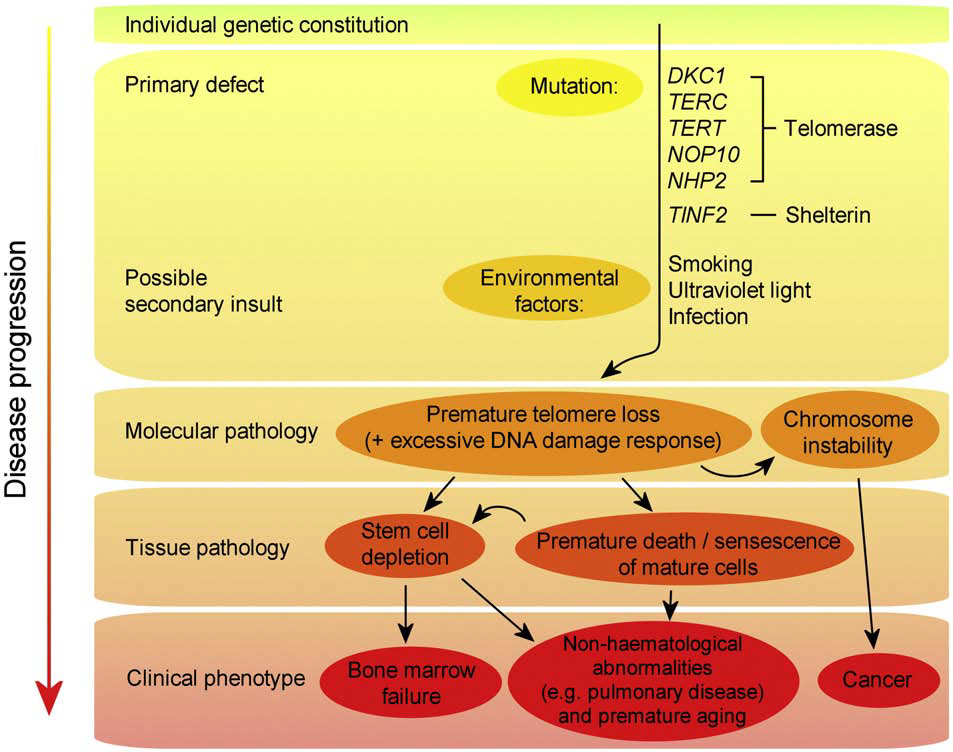 Disease progression
Individual genetic constitution
Primary defect
Mutation:
DKC1
TERC
TERT
NOP10
NHP2
Telomerase
TINF2
Shelterin
Possible
secondary insult
Environmental
factors:
Smoking
Ultraviolet light
Infection
Molecular pathology
Premature telomere loss
(+ excessive DNA damage response)
Chromosome
instability
Tissue pathology
Stem cell
depletion
Premature death / sensescence
of mature cells
Clinical phenotype
Bone marrow
failure
Non-haematological
abnormalities
(e.g. pulmonary disease)
and premature aging
Cancer